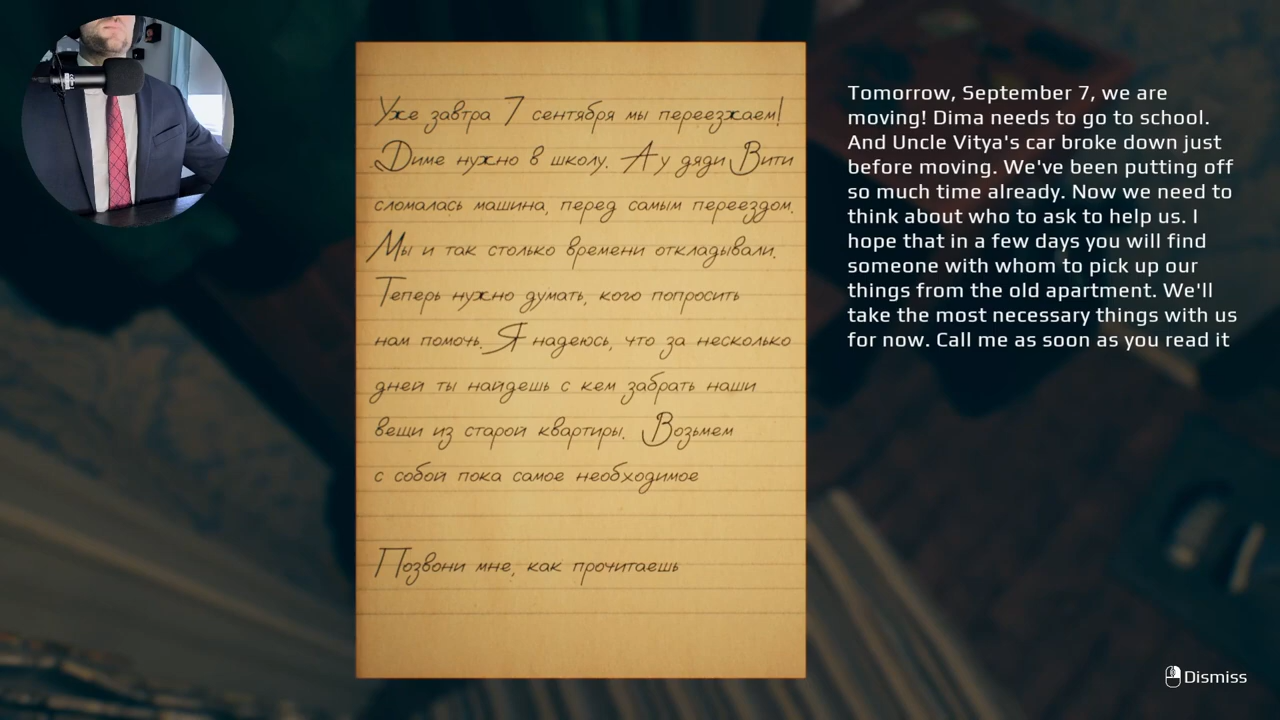 Уже завтра 7 сентября мы переезжаем!
Диме нужно в школу. А у дяди Вити
сломалась машина, перед самым переездом.
Мы и так столько времени откладывали.
Теперь нужно думать, кого попросить
нам помочь. Я надеюсь, что за несколько
дней ты найдешь с кем забрать наши
вещи из старой квартиры. Возьмем
с собой пока самое необходимое
Позвони мне, как прочитаешь
Tomorrow, September 7, we are
moving! Dima needs to go to school.
And Uncle Vitya's car broke down just
before moving. We've been putting off
so much time already. Now we need to
think about who to ask to help us. I
hope that in a few days you will find
someone with whom to pick up our
things from the old apartment. We'll
take the most necessary things with us
for now. Call me as soon as you read it
Dismiss